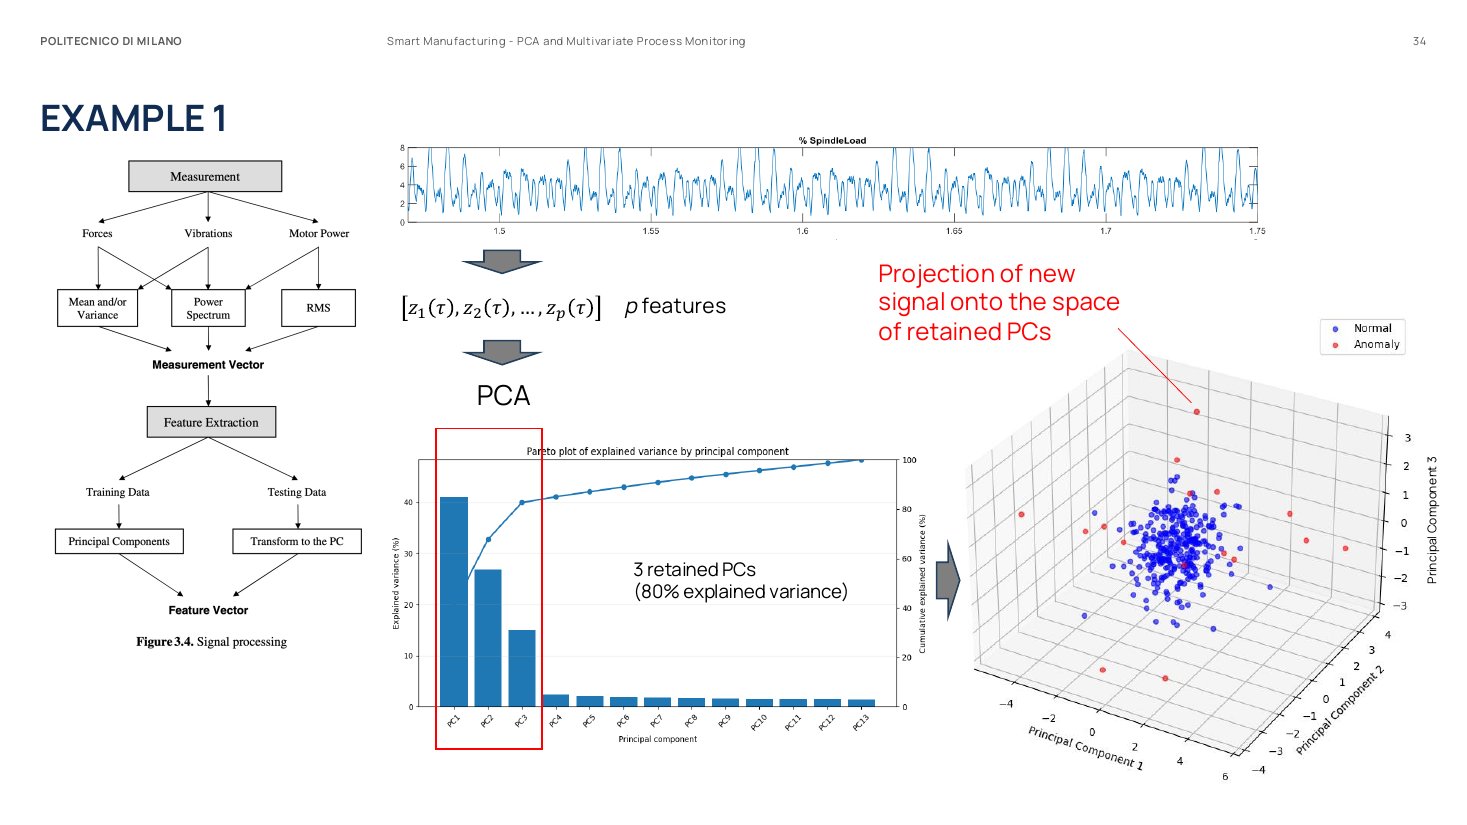 POLITECNICO DI MILANO
Smart Manufacturing - PCA and Multivariate Process Monitoring
34
EXAMPLE 1
Measurement
Forces
Vibrations
Motor Power
Mean and/or
Variance
Power
Spectrum
RMS
Measurement Vector
Feature Extraction
Training Data
Testing Data
Principal Components
Transform to the PC
Feature Vector
Figure 3.4. Signal processing
% SpindleLoad
8
6
4
2
0
1.5
1.55
1.6
1.65
1.7
1.75
[z₁(τ), z₂(τ), … , zₚ(τ)]
p features
PCA
Pareto plot of explained variance by principal component
Explained variance (%)
40
30
20
10
0
100
80
60
40
20
0
Cumulative explained variance (%)
3 retained PCs
(80% explained variance)
PC1
PC2
PC3
PC4
PC5
PC6
PC7
PC8
PC9
PC10
PC11
PC12
PC13
Principal component
Projection of new
signal onto the space
of retained PCs
Normal
Anomaly
3
2
1
0
−1
−2
−3
Principal Component 3
4
3
2
1
0
−1
−2
−3
−4
Principal Component 2
−4
−2
0
2
4
6
Principal Component 1